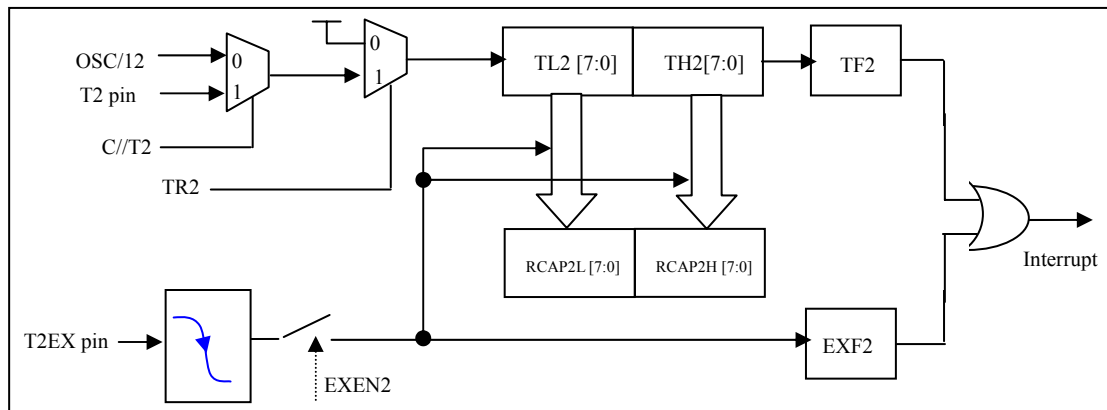 OSC/12
T2 pin
C//T2
TR2
0
1
0
1
TL2 [7:0]
TH2[7:0]
TF2
RCAP2L [7:0]
RCAP2H [7:0]
Interrupt
T2EX pin
EXEN2
EXF2